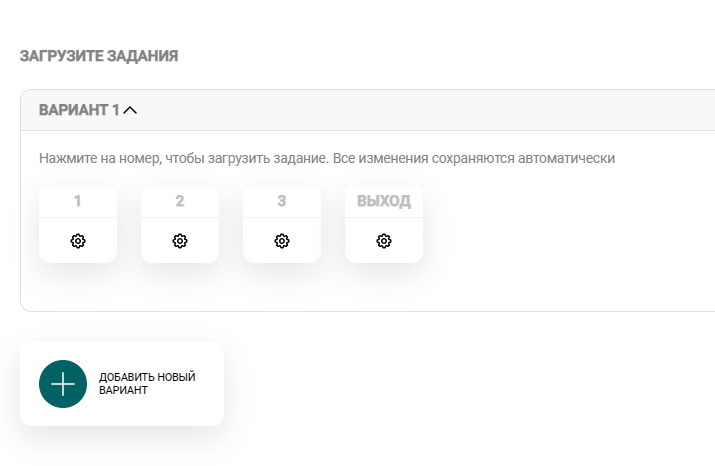 ЗАГРУЗИТЕ ЗАДАНИЯ
ВАРИАНТ 1
Нажмите на номер, чтобы загрузить задание. Все изменения сохраняются автоматически
1 2 3 ВЫХОД
ДОБАВИТЬ НОВЫЙ
ВАРИАНТ